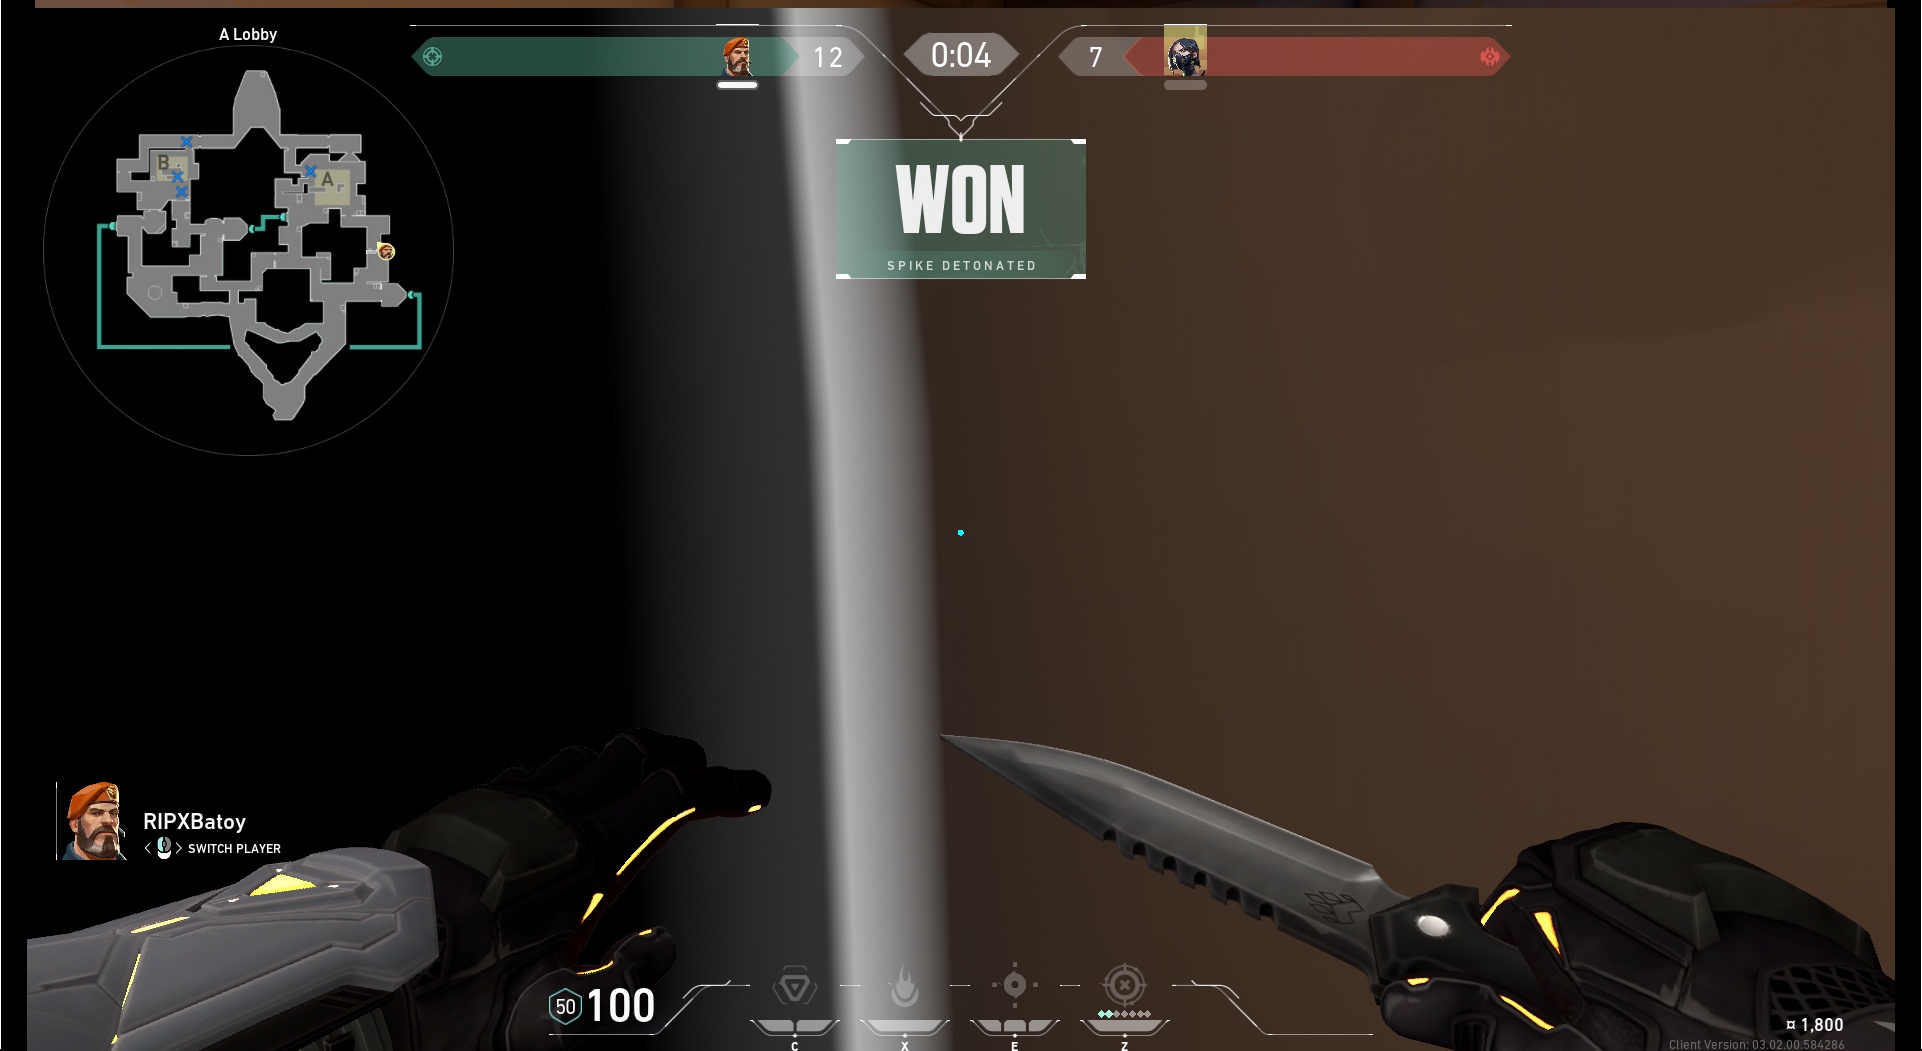 A Lobby
12
0:04
7
WON
SPIKE DETONATED
B
A
RIPXBatoy
< > SWITCH PLAYER
50 100
C X E Z
¤ 1,800
Client Version: 03.02.00.584286